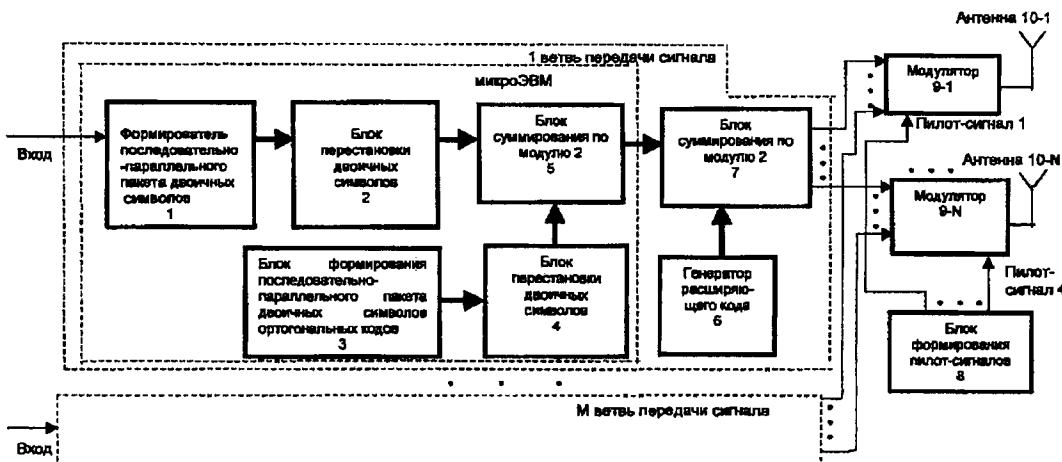 Антенна 10-1
1 ветвь передачи сигнала
микроЭВМ
Модулятор
9-1
Вход
Формирователь
последовательно
-параллельного
пакета двоичных
символов
1
Блок
перестановки
двоичных
символов
2
Блок
суммирования по
модулю 2
5
Блок
суммирования по
модулю 2
7
Пилот-сигнал 1
Антенна 10-N
Модулятор
9-N
Блок формирования
последовательно-
параллельного пакета
двоичных символов
ортогональных кодов
3
Блок
перестановки
двоичных
символов
4
Генератор
расширяю-
щего кода
6
Пилот-
сигнал 4
Блок
формирования
пилот-сигналов
8
М ветвь передачи сигнала
Вход